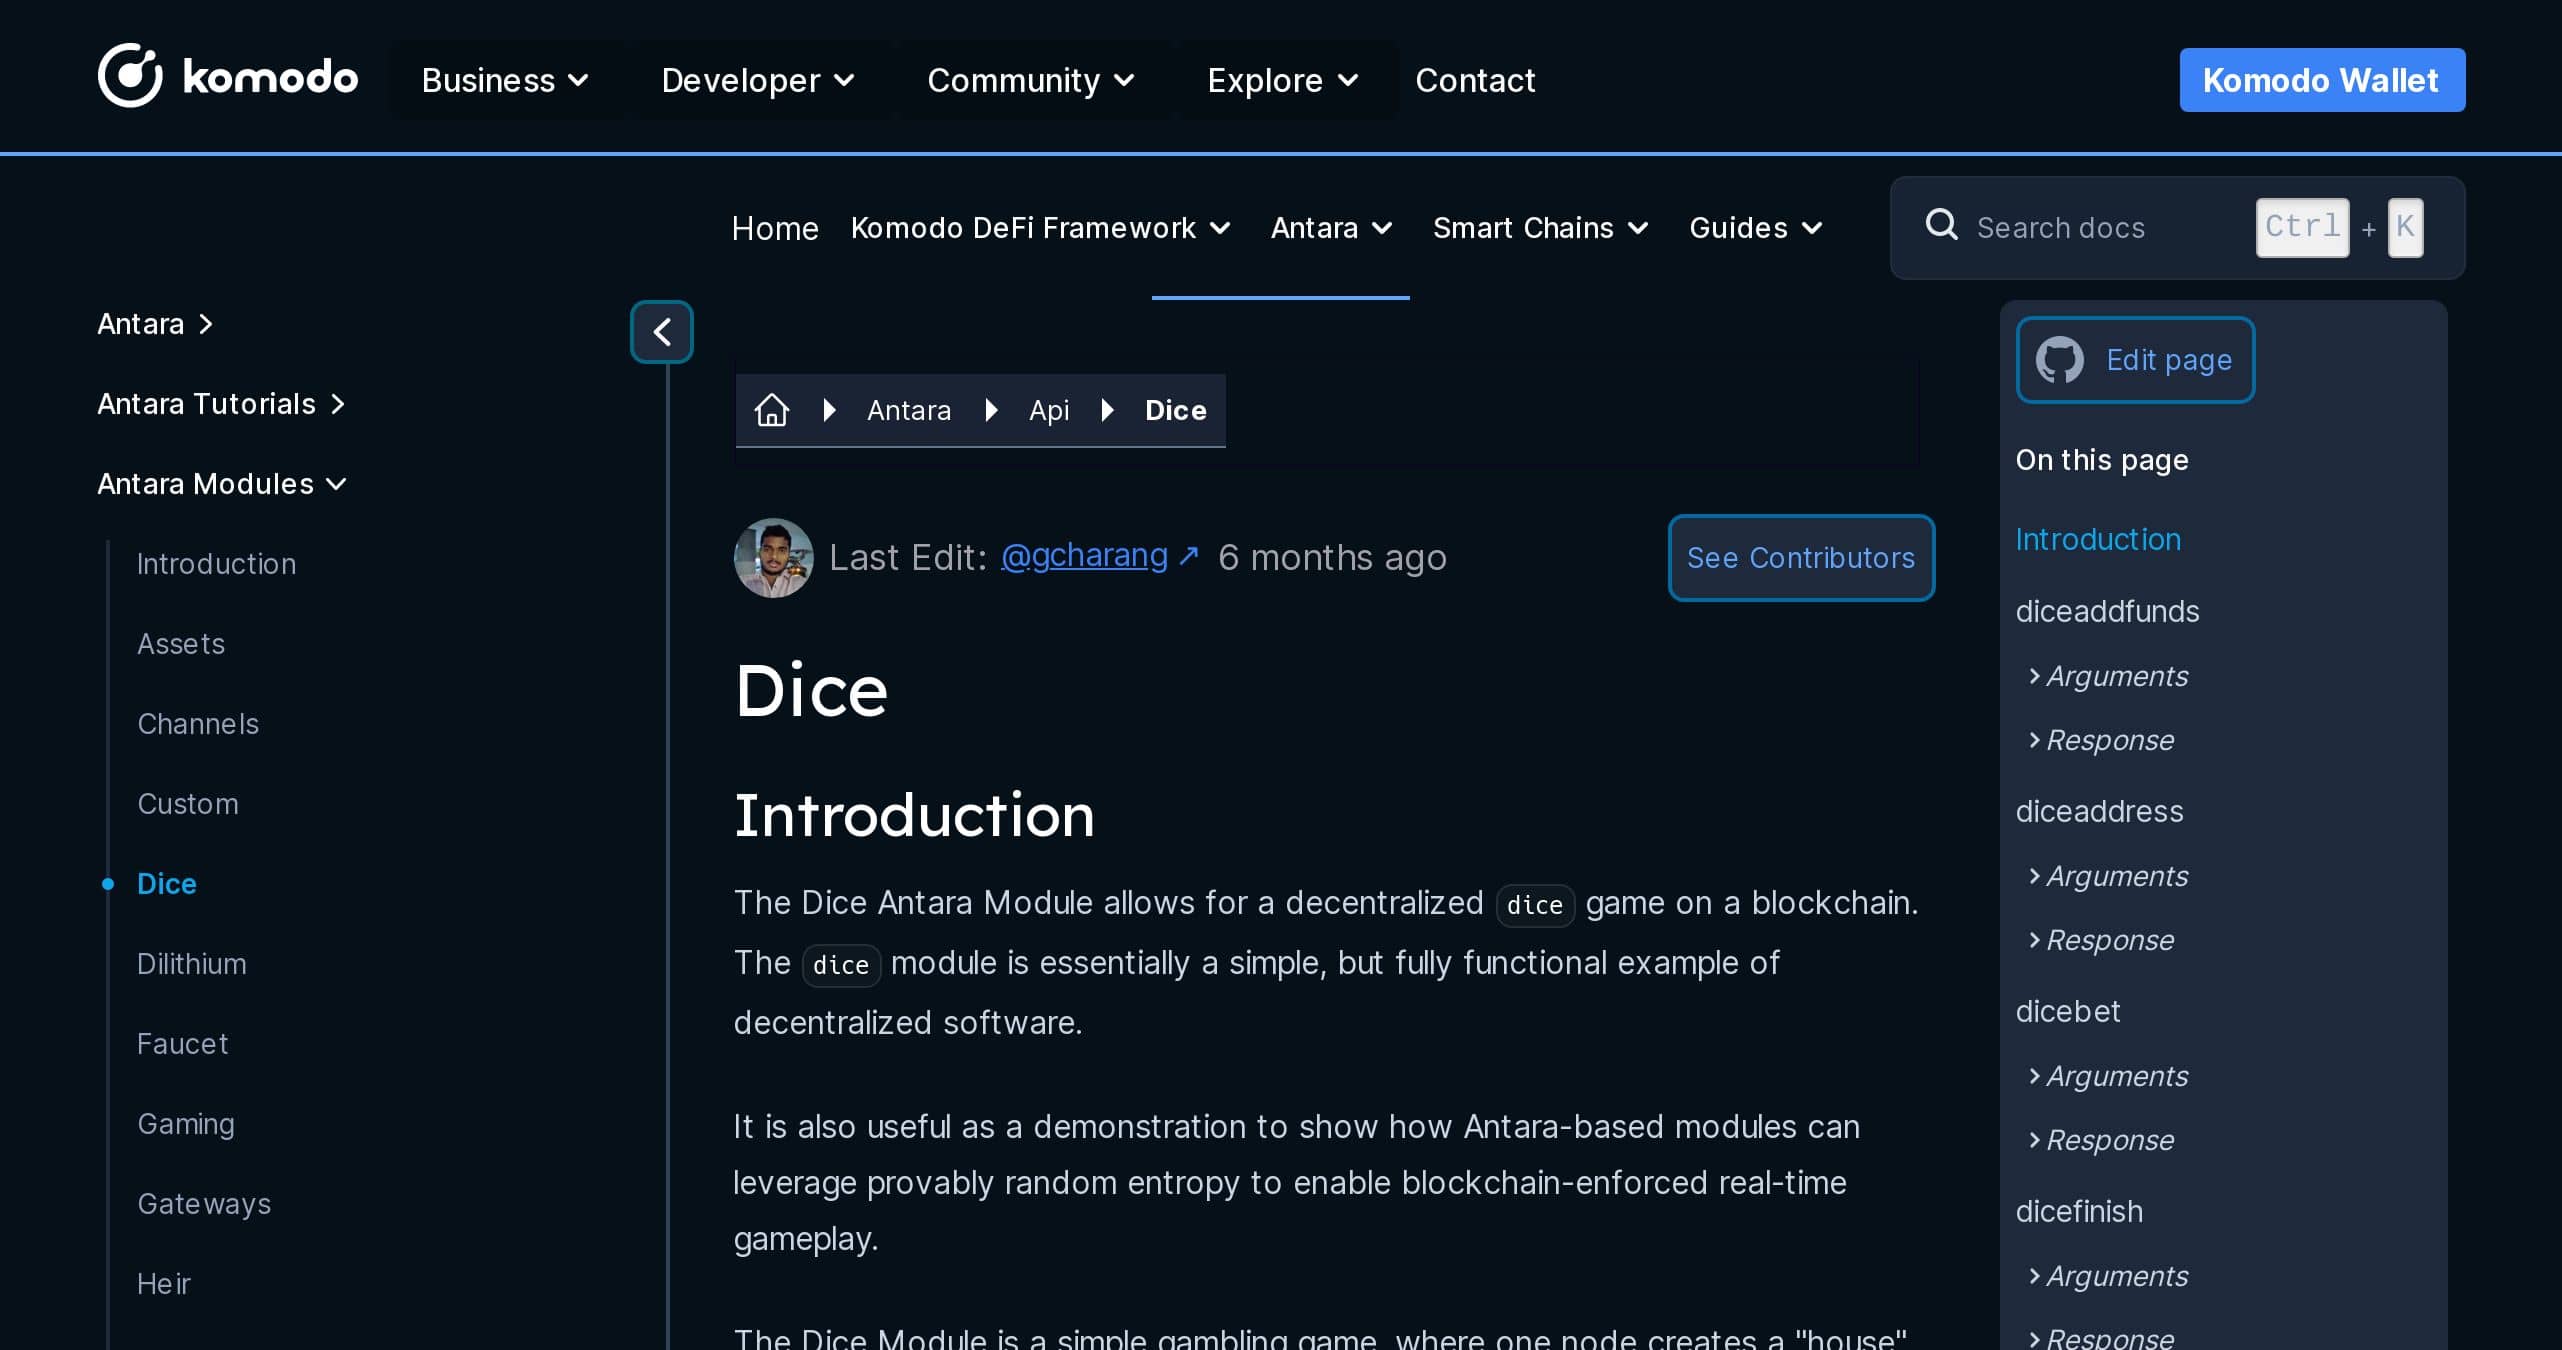 komodo
Business
Developer
Community
Explore
Contact
Komodo Wallet
Home
Komodo DeFi Framework
Antara
Smart Chains
Guides
Search docs
Ctrl + K
Antara
Antara Tutorials
Antara Modules
Introduction
Assets
Channels
Custom
Dice
Dilithium
Faucet
Gaming
Gateways
Heir
Antara
Api
Dice
Last Edit: @gcharang ↗ 6 months ago
See Contributors
Dice
Introduction
The Dice Antara Module allows for a decentralized dice game on a blockchain.
The dice module is essentially a simple, but fully functional example of
decentralized software.
It is also useful as a demonstration to show how Antara-based modules can
leverage provably random entropy to enable blockchain-enforced real-time
gameplay.
The Dice Module is a simple gambling game, where one node creates a "house"
Edit page
On this page
Introduction
diceaddfunds
Arguments
Response
diceaddress
Arguments
Response
dicebet
Arguments
Response
dicefinish
Arguments
Response